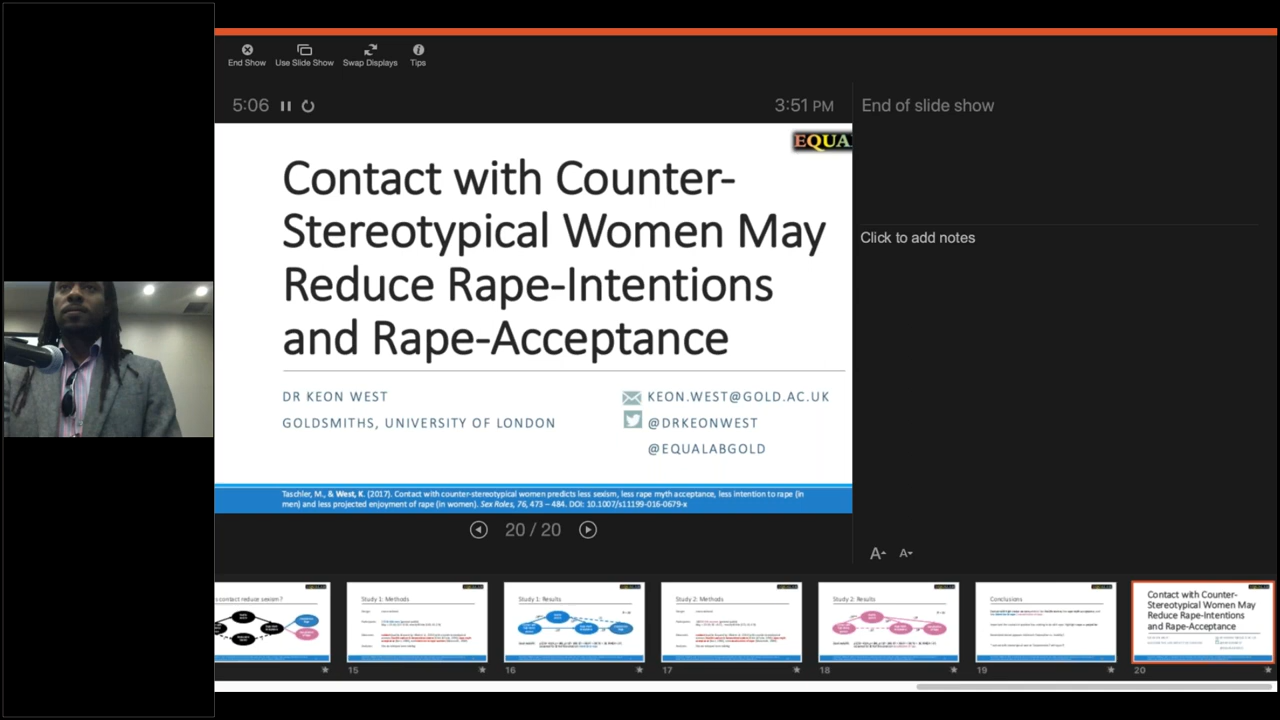 End Show
Use Slide Show
Swap Displays
Tips
5:06
3:51 PM
End of slide show
EQUA
Contact with Counter-
Stereotypical Women May
Reduce Rape-Intentions
and Rape-Acceptance
DR KEON WEST
KEON.WEST@GOLD.AC.UK
GOLDSMITHS, UNIVERSITY OF LONDON
@DRKEONWEST
@EQUALABGOLD
Taschler, M., & West, K. (2017). Contact with counter-stereotypical women predicts less sexism, less rape myth acceptance, less intention to rape (in
men) and less projected enjoyment of rape (in women). Sex Roles, 76, 473 – 484. DOI: 10.1007/s11199-016-0679-x
Click to add notes
20 / 20
A
A
s contact reduce sexism?
Study 1: Methods
Study 1: Results
Study 2: Methods
Study 2: Results
Conclusions
Contact with Counter-
Stereotypical Women May
Reduce Rape-Intentions
and Rape-Acceptance
15
16
17
18
19
20